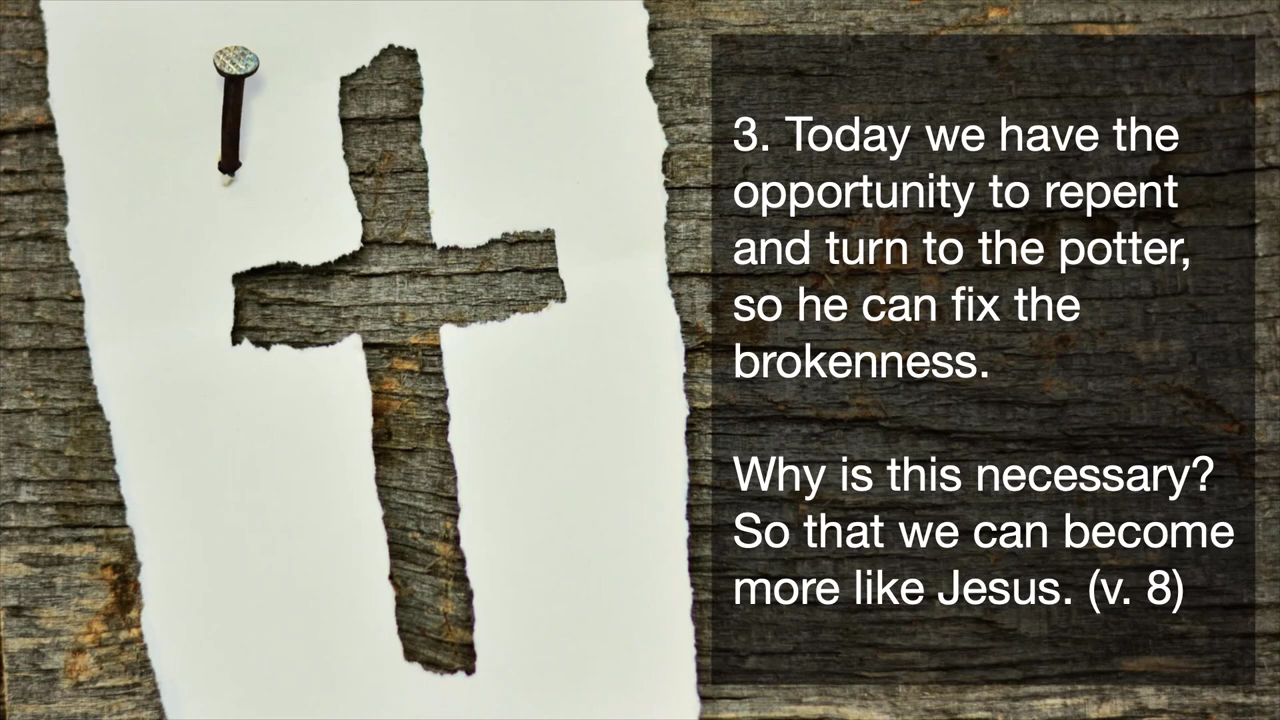 3. Today we have the
opportunity to repent
and turn to the potter,
so he can fix the
brokenness.
Why is this necessary?
So that we can become
more like Jesus. (v. 8)